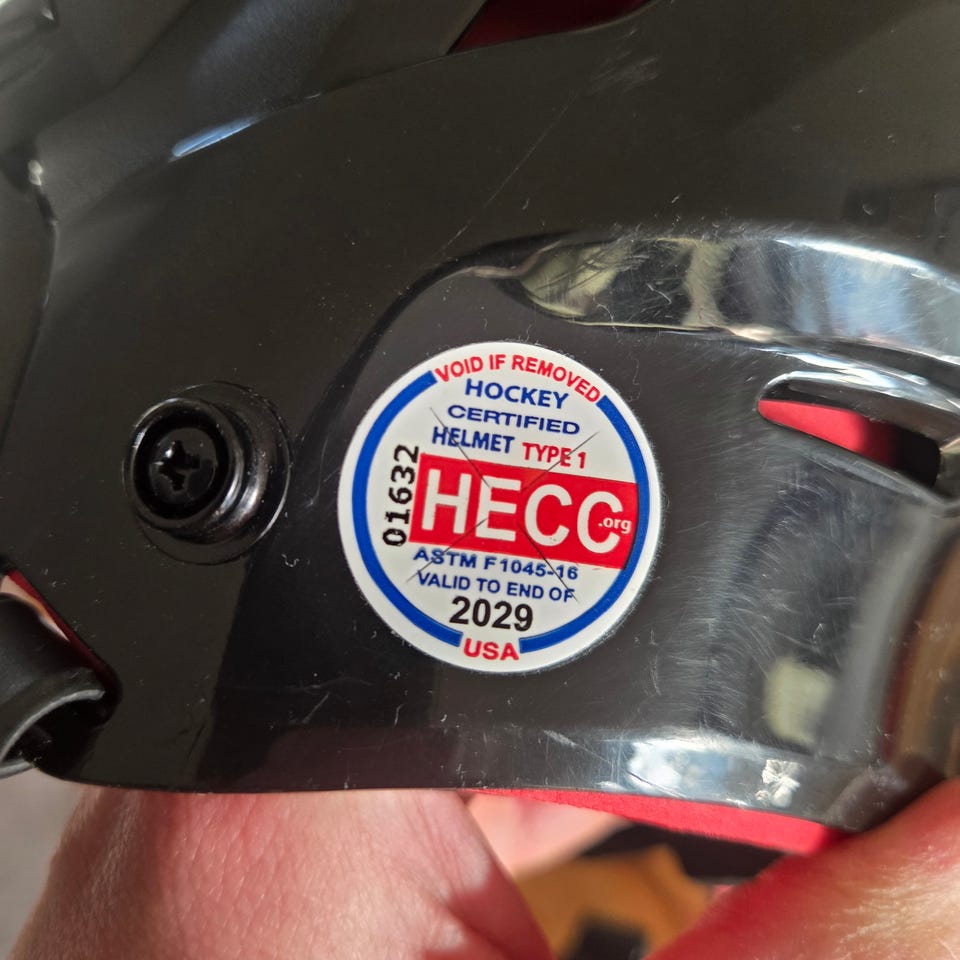 VOID IF REMOVED
HOCKEY
CERTIFIED
HELMET TYPE 1
01632
HECC.org
ASTM F1045-16
VALID TO END OF
2029
USA